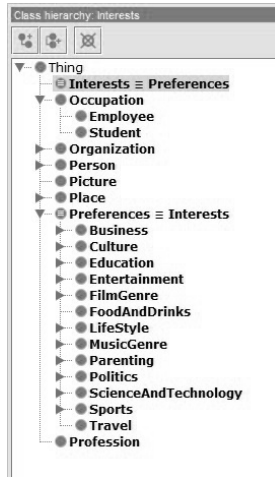 Class hierarchy: Interests
Thing
Interests ≡ Preferences
Occupation
Employee
Student
Organization
Person
Picture
Place
Preferences ≡ Interests
Business
Culture
Education
Entertainment
FilmGenre
FoodAndDrinks
LifeStyle
MusicGenre
Parenting
Politics
ScienceAndTechnology
Sports
Travel
Profession